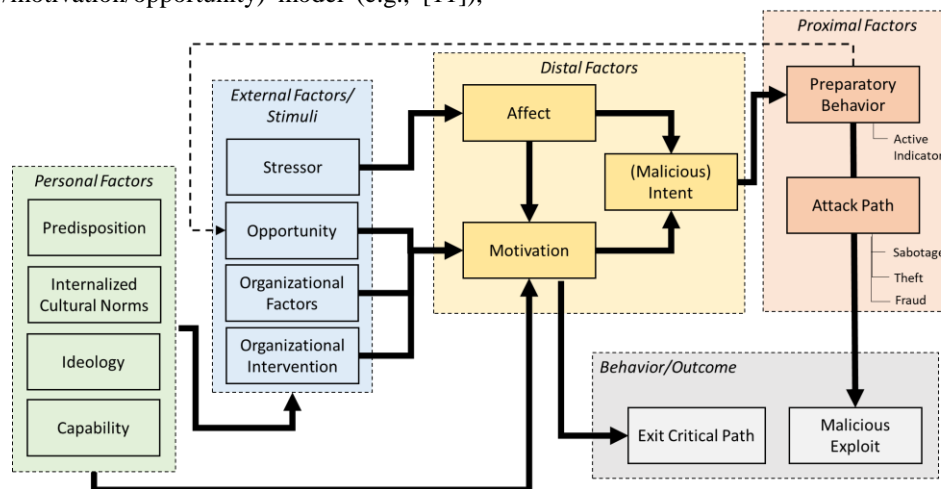 /motivation/opportunity) model (e.g., [11]),
Proximal Factors
Distal Factors
External Factors/
Stimuli
Preparatory
Behavior
Affect
Active
Indicator
Stressor
(Malicious)
Intent
Personal Factors
Attack Path
Predisposition
Opportunity
Motivation
Sabotage
Theft
Fraud
Internalized
Cultural Norms
Organizational
Factors
Organizational
Intervention
Ideology
Behavior/Outcome
Capability
Exit Critical Path
Malicious
Exploit